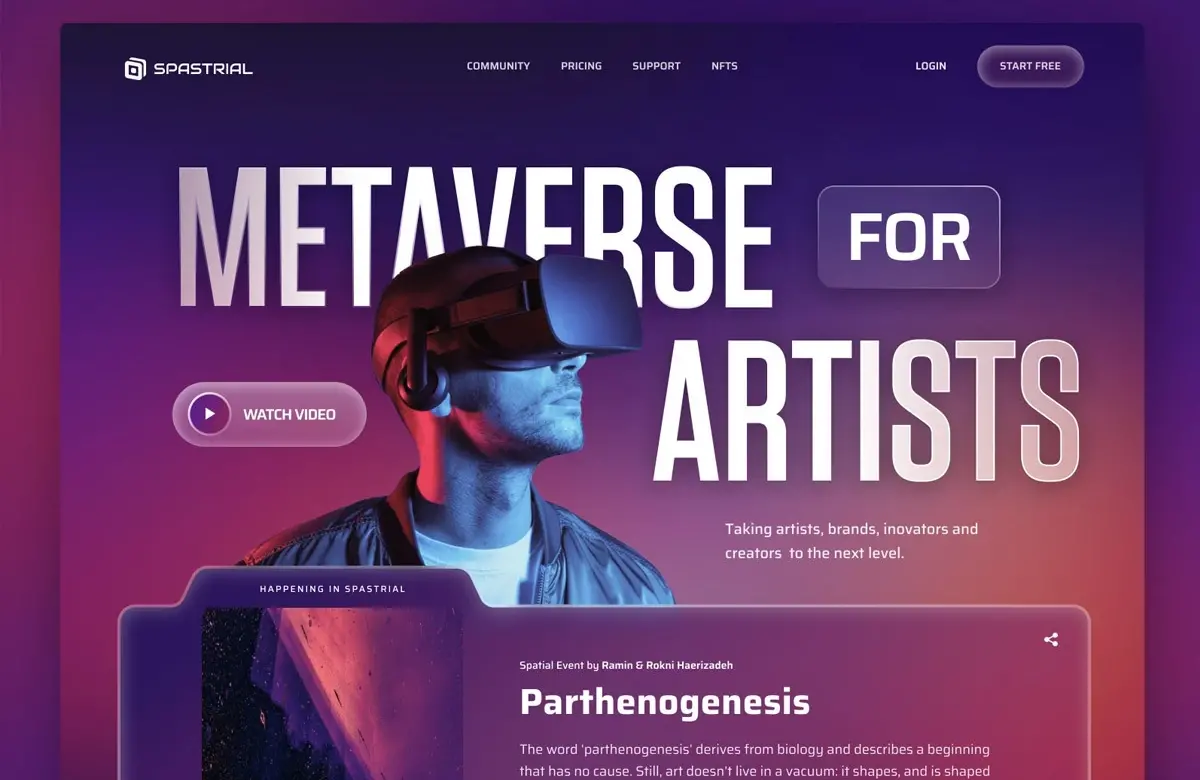 SPASTRIAL
COMMUNITY PRICING SUPPORT NFTS
LOGIN START FREE
METAVERSE FOR
ARTISTS
WATCH VIDEO
Taking artists, brands, inovators and
creators to the next level.
HAPPENING IN SPASTRIAL
Spatial Event by Ramin & Rokni Haerizadeh
Parthenogenesis
The word ‘parthenogenesis’ derives from biology and describes a beginning
that has no cause. Still, art doesn’t live in a vacuum: it shapes, and is shaped